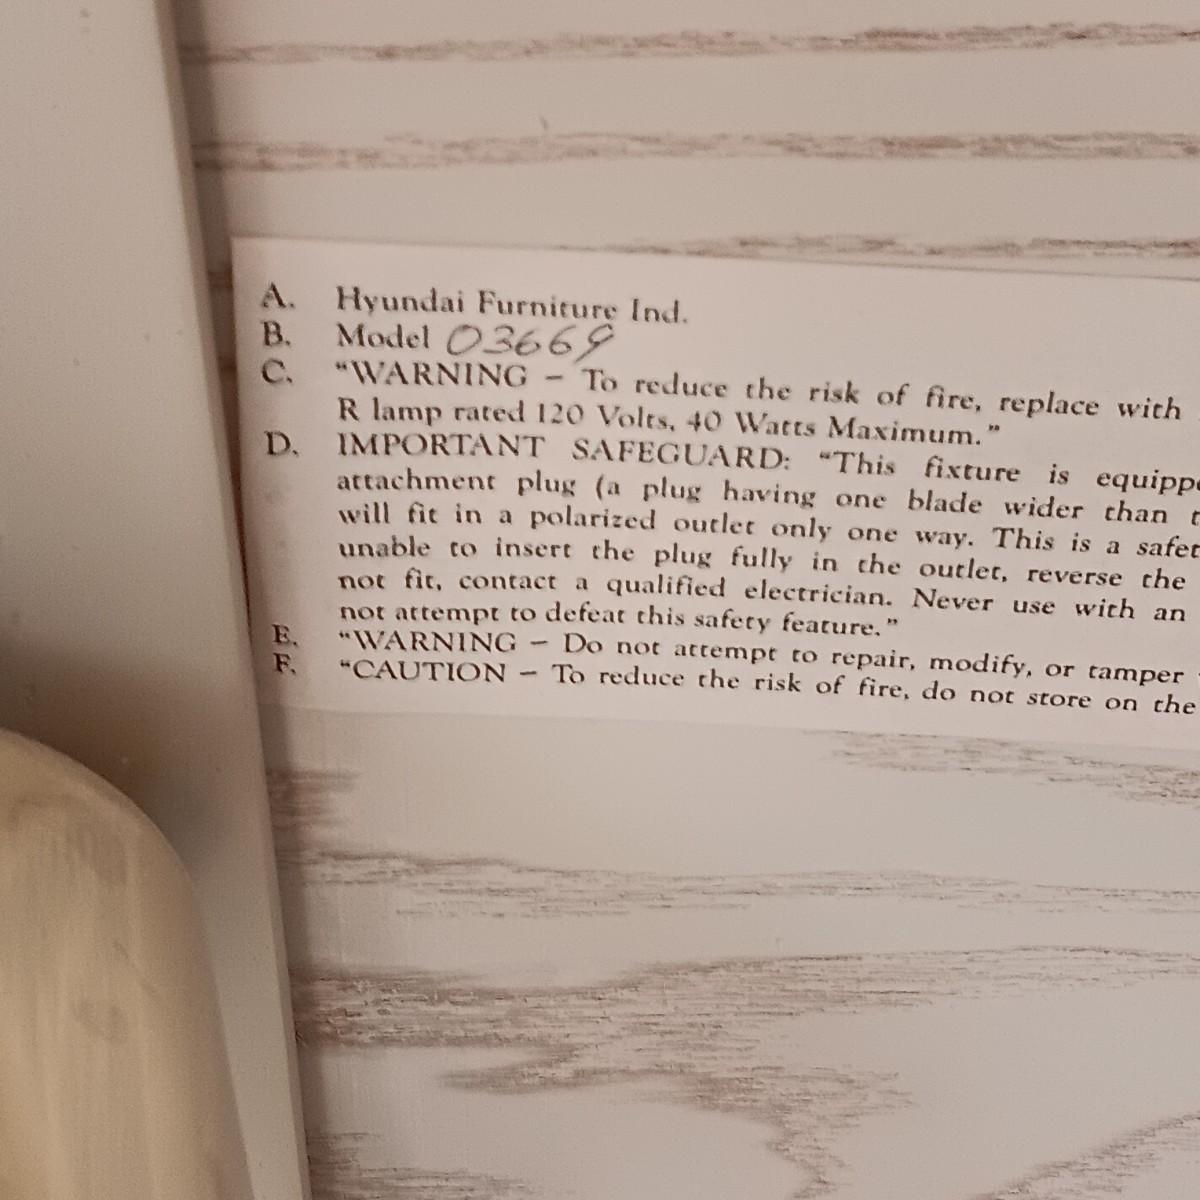 A. Hyundai Furniture Ind.
B. Model 03669
C. "WARNING – To reduce the risk of fire, replace with
R lamp rated 120 Volts, 40 Watts Maximum."
D. IMPORTANT SAFEGUARD: "This fixture is equipp
attachment plug (a plug having one blade wider than t
will fit in a polarized outlet only one way. This is a safet
unable to insert the plug fully in the outlet, reverse the
not fit, contact a qualified electrician. Never use with an
not attempt to defeat this safety feature."
E. "WARNING – Do not attempt to repair, modify, or tamper
F. "CAUTION – To reduce the risk of fire, do not store on the